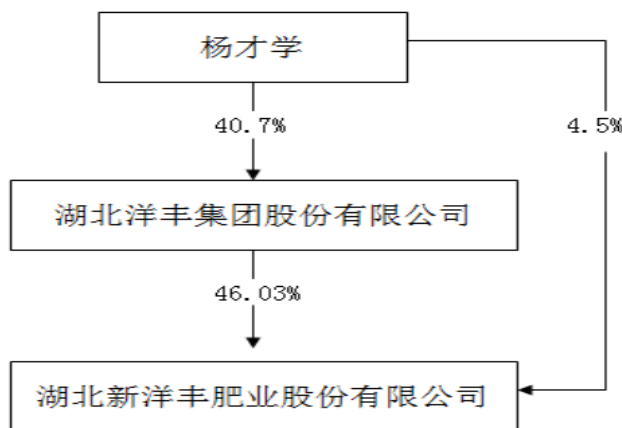 杨才学
40.7%
4.5%
湖北洋丰集团股份有限公司
46.03%
湖北新洋丰肥业股份有限公司